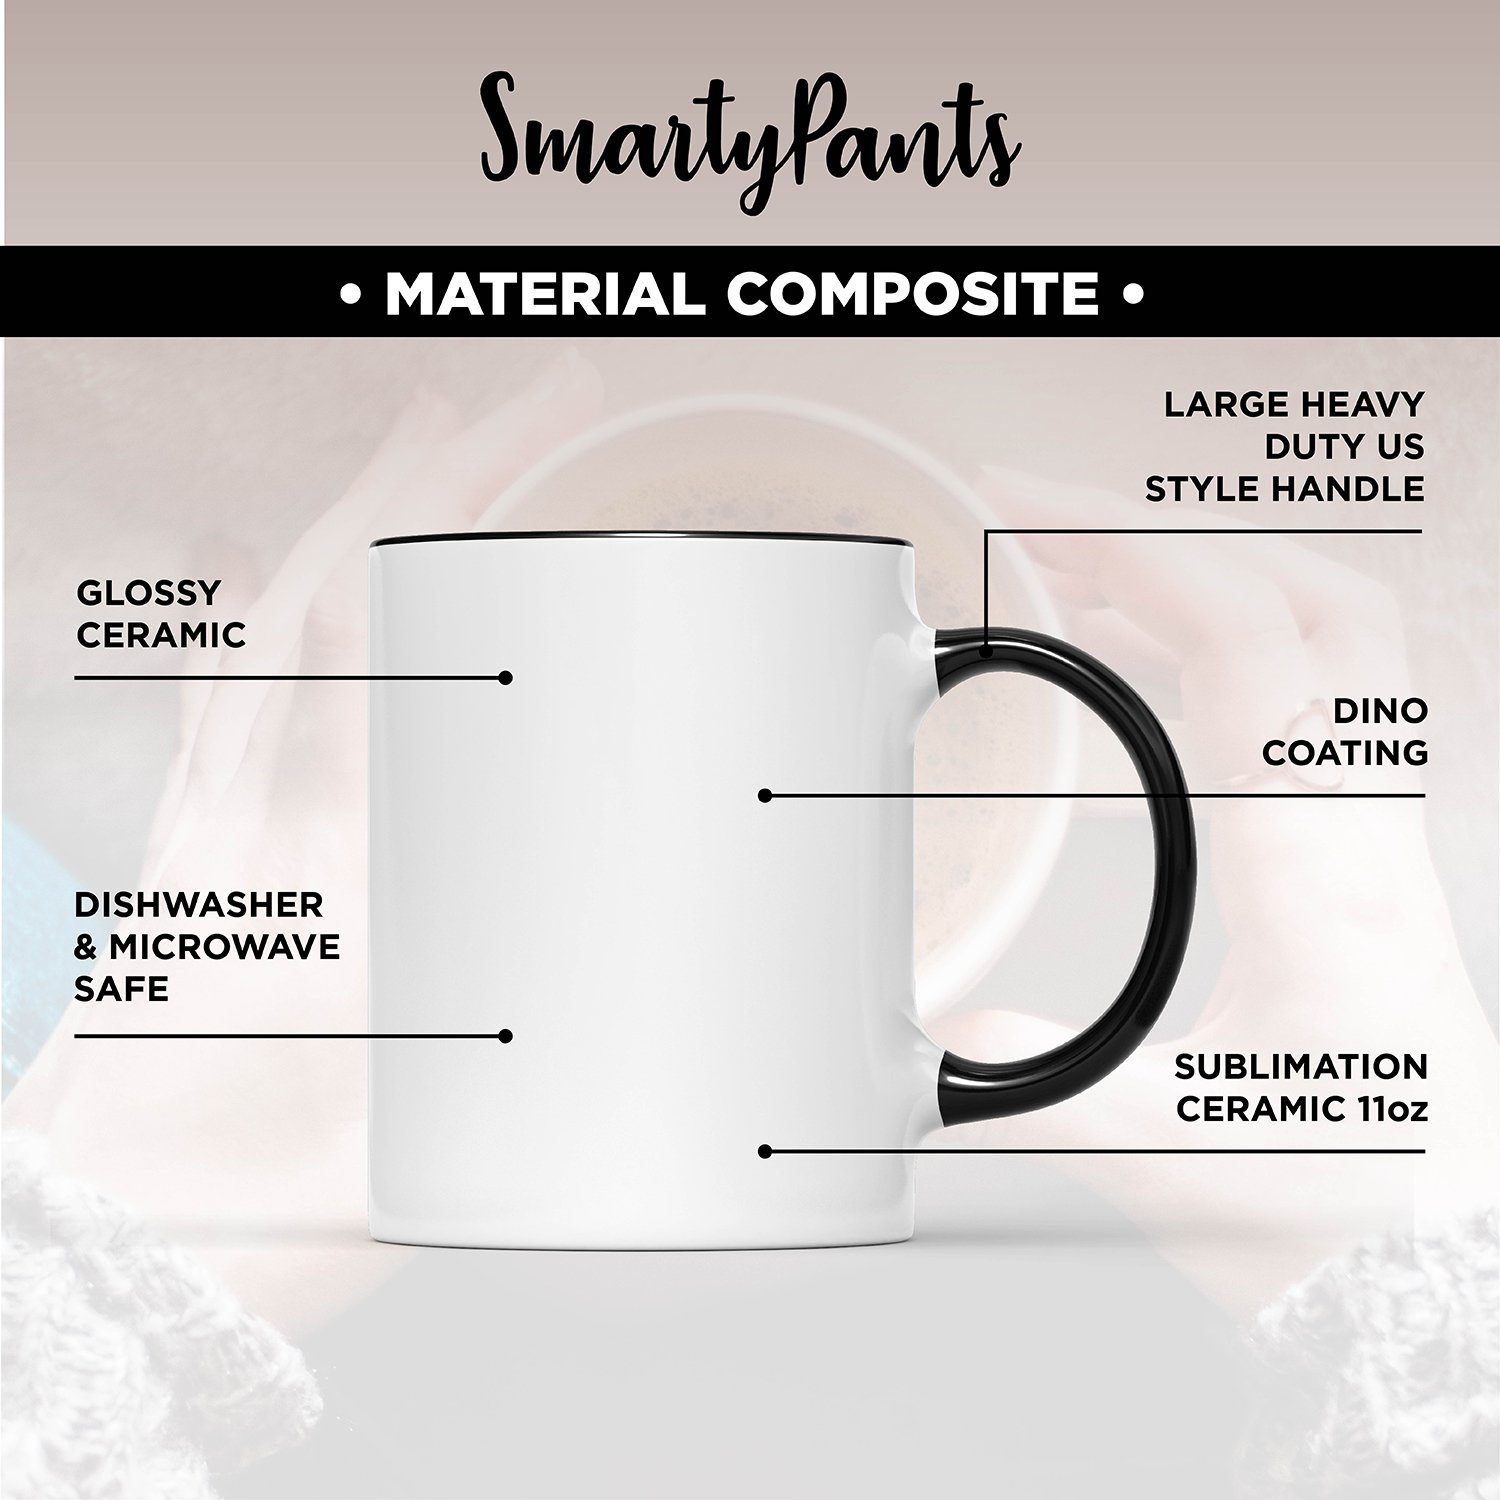 SmartyPants
• MATERIAL COMPOSITE •
LARGE HEAVY
DUTY US
STYLE HANDLE
GLOSSY
CERAMIC
DINO
COATING
DISHWASHER
& MICROWAVE
SAFE
SUBLIMATION
CERAMIC 11oz